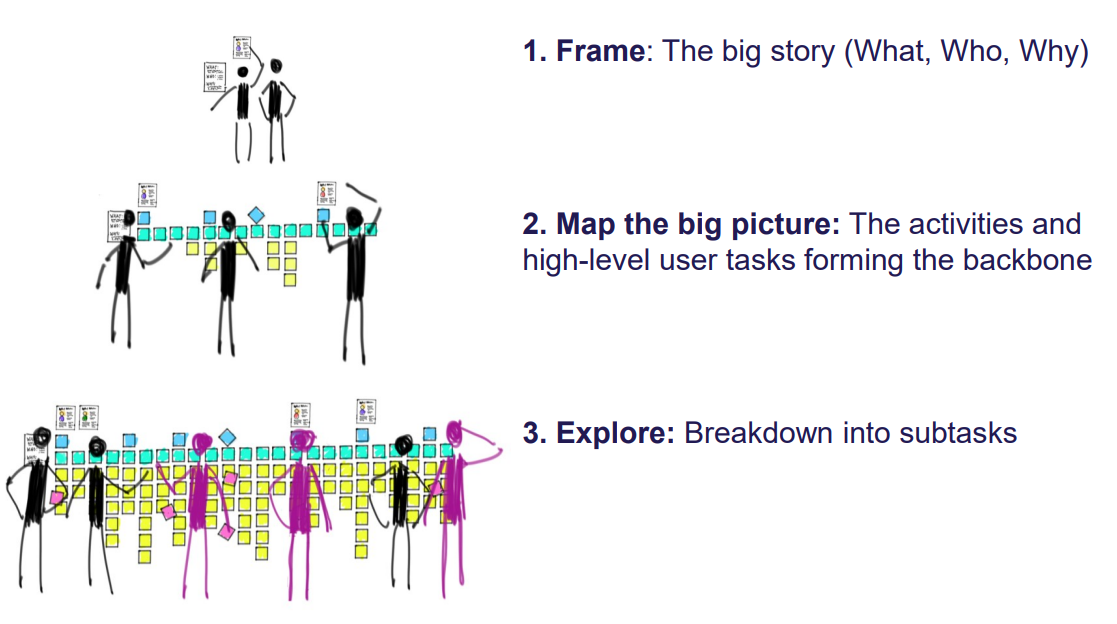 1. Frame: The big story (What, Who, Why)
2. Map the big picture: The activities and
high-level user tasks forming the backbone
3. Explore: Breakdown into subtasks